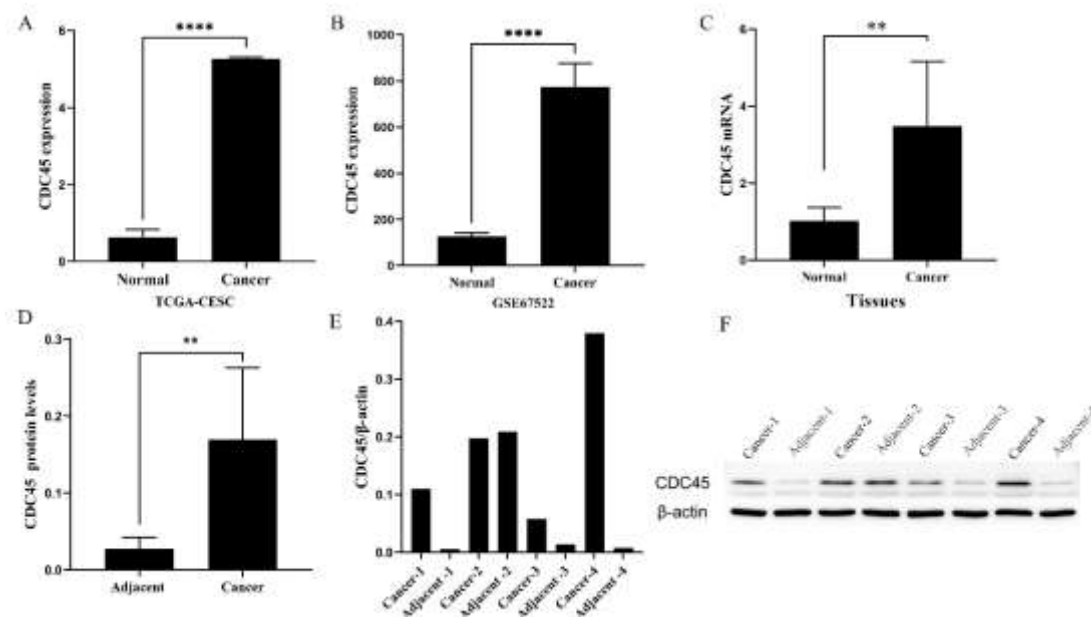 A
CDC45 expression
6
4
2
0
****
Normal
Cancer
TCGA-CESC
B
CDC45 expression
1000
800
600
400
200
0
****
Normal
Cancer
GSE67522
C
CDC45 mRNA
6
4
2
0
**
Normal
Cancer
Tissues
D
CDC45 protein levels
0.3
0.2
0.1
0.0
**
Adjacent
Cancer
E
CDC45/β-actin
0.4
0.3
0.2
0.1
0.0
Cancer-1
Adjacent -1
Cancer-2
Adjacent -2
Cancer-3
Adjacent -3
Cancer-4
Adjacent -4
F
Cancer-1
Adjacent-1
Cancer-2
Adjacent-2
Cancer-3
Adjacent-3
Cancer-4
CDC45
β-actin